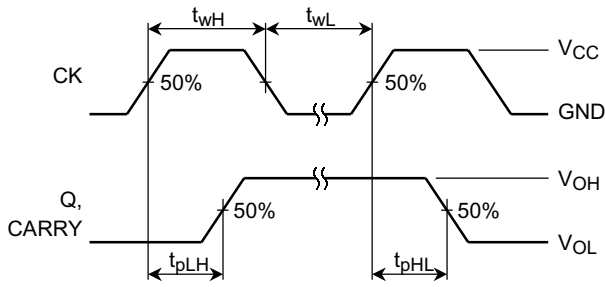 twH
twL
CK
50%
50%
VCC
GND
Q,
CARRY
50%
50%
VOH
VOL
tpLH
tpHL